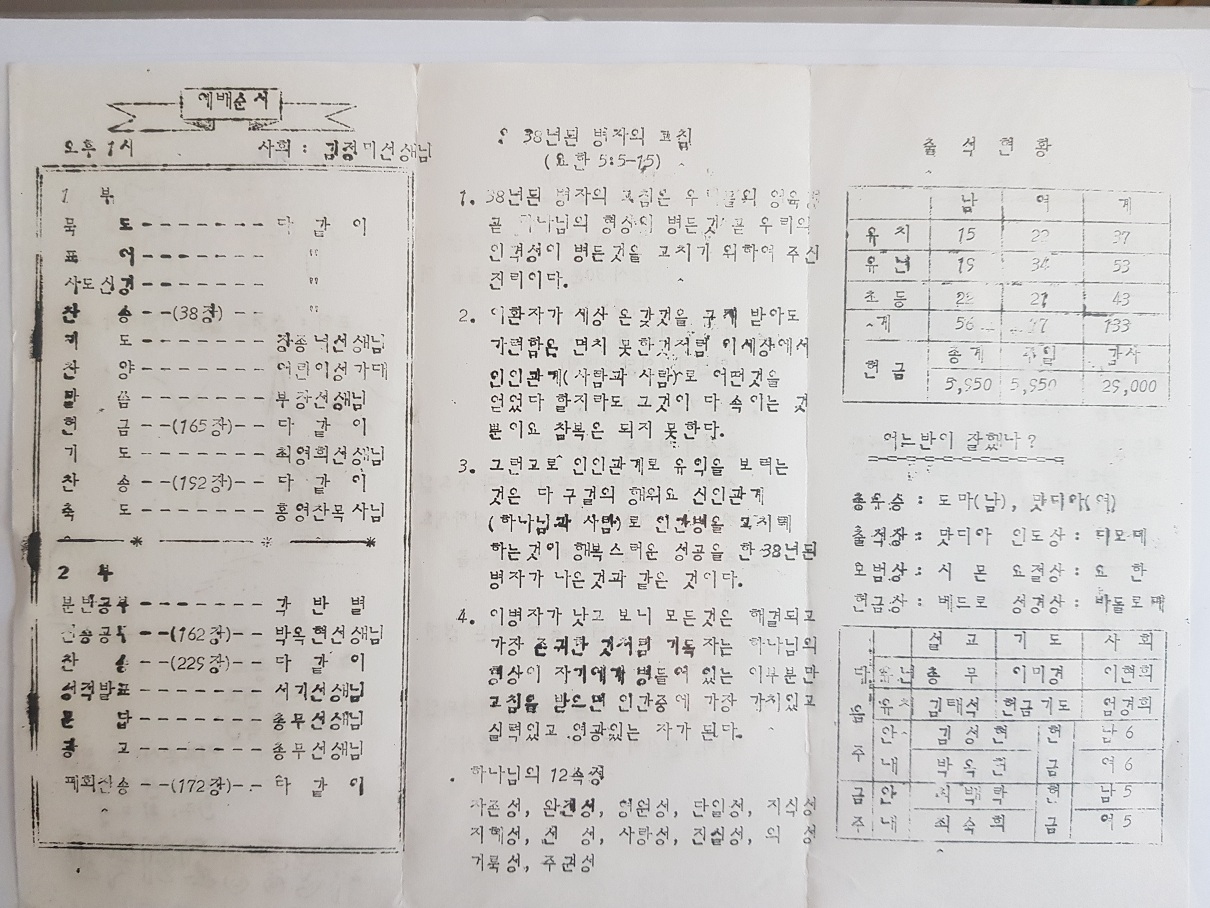 예배순서
오후 1시 사회 : 김정미선생님
1 부
묵 도 - - - - - - - 다 같 이
표 어 - - - - - - - "
사도신경 - - - - - - - "
찬 송 - -(38장) - - "
기 도 - - - - - - - 장종녁선생님
찬 양 - - - - - - - 어린이성가대
말 씀 - - - - - - - 부장선생님
헌 금 - -(165장)- - 다 같 이
기 도 - - - - - - - 최영희선생님
찬 송 - -(192장)- - 다 같 이
축 도 - - - - - - - 홍영찬목사님
2 부
분반공부 - - - - - - - 각 반 별
- -(162장)- - 박옥현선생님
찬 송 - -(229장)- - 다 같 이
성적발표 - - - - - - - 서기선생님
문 답 - - - - - - - 총무선생님
광 고 - - - - - - - 총무선생님
폐회찬송 - -(172장)- - 다 같 이
38년된 병자의 고침
(요한 5:5-15)
1. 38년된 병자의 고침은 우리들의 영육
곧 하나님의 형상이 병든것 곧 우리의
인격성이 병든것을 고치기 위하여 주신
진리이다.
2. 이환자가 세상 온갖것을 구제 받아도
가련함은 면치 못한것처럼 이세상에서
인인관계(사람과 사람)로 어떤것을
얻었다 할지라도 그것이 다 속이는 것
뿐이요 참복은 되지 못한다.
3. 그런고로 인인관계로 유익을 보려는
것은 다 구걸의 행위요 신인관계
(하나님과 사람)로 인간병을 고치려
하는것이 행복스러운 성공을 한 38년된
병자가 나은것과 같은 것이다.
4. 이병자가 낫고 보니 모든것은 해결되고
가장 존귀한 것처럼 기독자는 하나님의
형상이 자기에게 병들어 있는 이부분만
고침을 받으면 인간중에 가장 가치있고
실력있고 영광있는 자가 된다.
하나님의 12속성
자존성, 완전성, 영원성, 단일성, 지식성
지혜성, 선 성, 사랑성, 진실성, 의 성
거룩성, 주권성
출 석 현 황
남 여 계
유 치 15 22 37
유 년 19 34 53
초 등 22 21 43
계 56 77 133
헌 금 총계 주일 감사
5,950 5,950 29,000
어느반이 잘했나 ?
총우승 : 도마(남), 맛디아(여)
출석상 : 맛디아 인도상 : 디모데
모범상 : 시 몬 요절상 : 요 한
헌금상 : 베드로 성경상 : 바돌로매
설 교 기 도 사 회
다 유년 총 무 이미경 이현희
음 유치 김태석 헌금기도 엄경희
주 안내 김성현 박옥현 헌금 남 6 여 6
금주 안내 최숙희 헌금 남 5 여 5